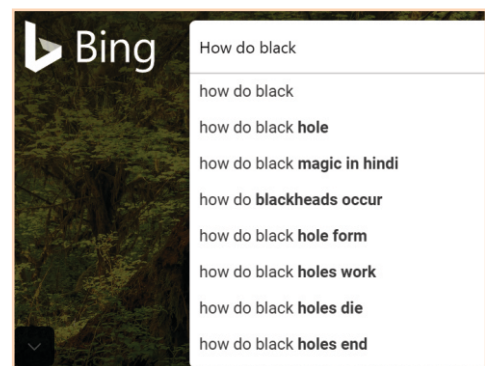 Bing
How do black
how do black
how do black hole
how do black magic in hindi
how do blackheads occur
how do black hole form
how do black holes work
how do black holes die
how do black holes end